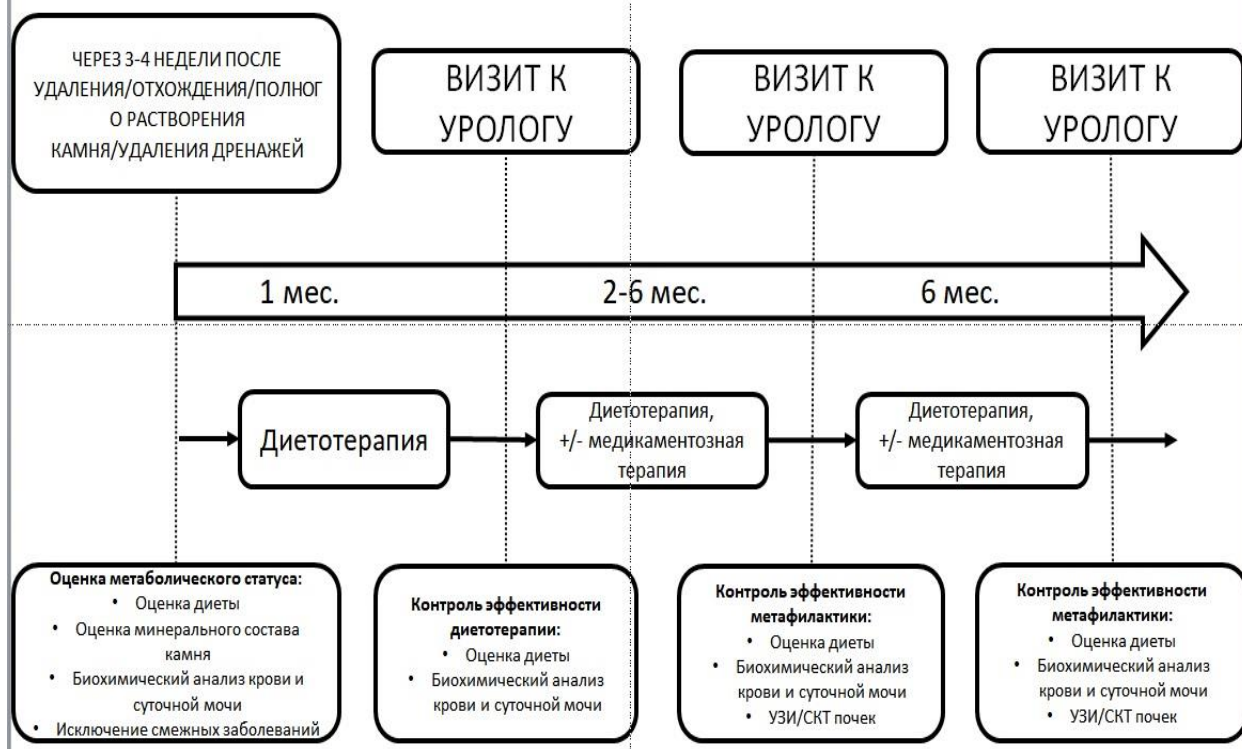 ЧЕРЕЗ 3-4 НЕДЕЛИ ПОСЛЕ
УДАЛЕНИЯ/ОТХОЖДЕНИЯ/ПОЛНОГ
О РАСТВОРЕНИЯ
КАМНЯ/УДАЛЕНИЯ ДРЕНАЖЕЙ
ВИЗИТ К
УРОЛОГУ
ВИЗИТ К
УРОЛОГУ
ВИЗИТ К
УРОЛОГУ
1 мес.
2-6 мес.
6 мес.
Диетотерапия
Диетотерапия,
+/- медикаментозная
терапия
Диетотерапия,
+/- медикаментозная
терапия
Оценка метаболического статуса:
• Оценка диеты
• Оценка минерального состава
камня
• Биохимический анализ крови и
суточной мочи
• Исключение смежных заболеваний
Контроль эффективности
диетотерапии:
• Оценка диеты
• Биохимический анализ
крови и суточной мочи
Контроль эффективности
метафилактики:
• Оценка диеты
• Биохимический анализ
крови и суточной мочи
• УЗИ/СКТ почек
Контроль эффективности
метафилактики:
• Оценка диеты
• Биохимический анализ
крови и суточной мочи
• УЗИ/СКТ почек